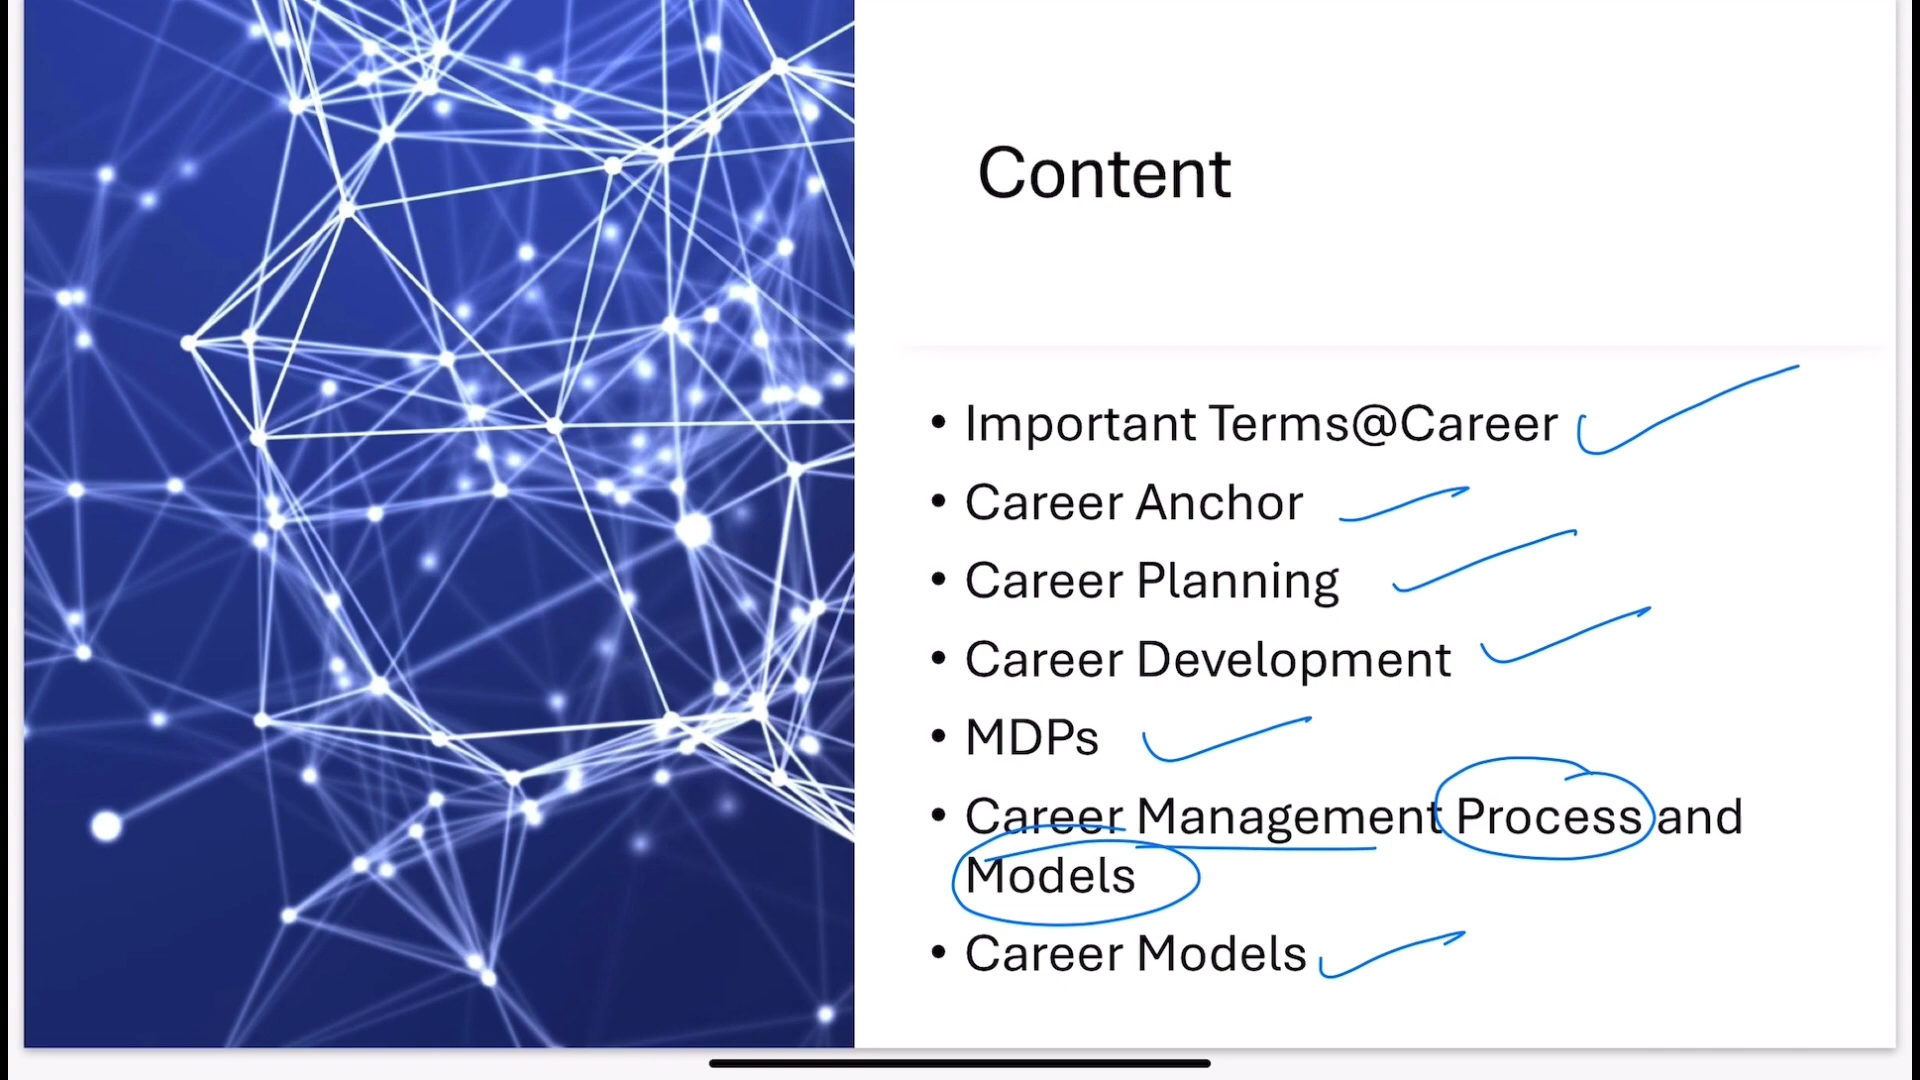 Content
• Important Terms@Career
• Career Anchor
• Career Planning
• Career Development
• MDPs
• Career Management Process and
Models
• Career Models